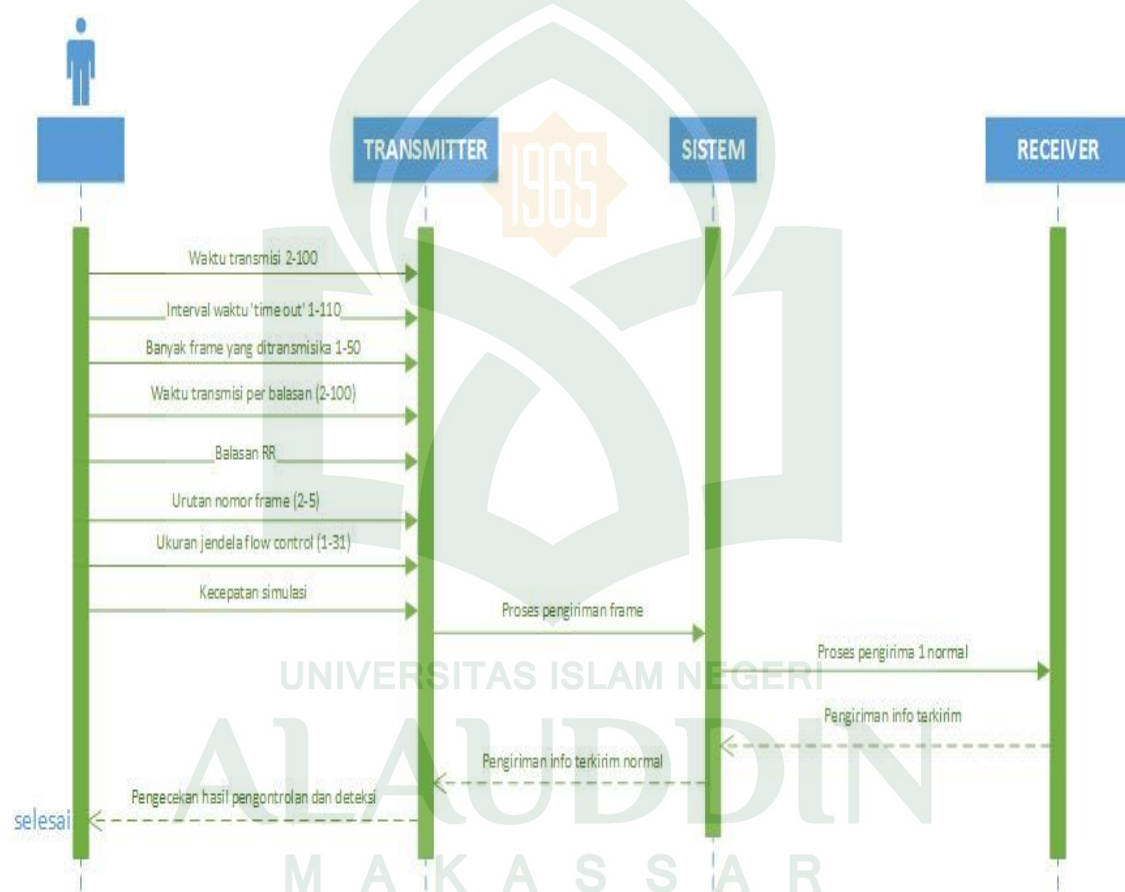 TRANSMITTER
SISTEM
RECEIVER
1965
Waktu transmisi 2-100
Interval waktu 'time out' 1-110
Banyak frame yang ditransmisika 1-50
Waktu transmisi per balasan (2-100)
Balasan RR
Urutan nomor frame (2-5)
Ukuran jendela flow control (1-31)
Kecepatan simulasi
Proses pengiriman frame
Proses pengirima 1 normal
UNIVERSITAS ISLAM NEGERI
Pengiriman info terkirim
ALAUDDIN
Pengiriman info terkirim normal
Pengecekan hasil pengontrolan dan deteksi
selesai
MAKASSAR